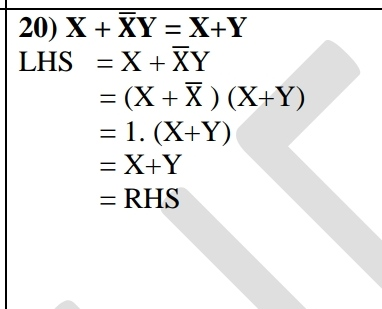 20) X + X̅Y = X+Y
LHS = X + X̅Y
= (X + X̅ ) (X+Y)
= 1. (X+Y)
= X+Y
= RHS